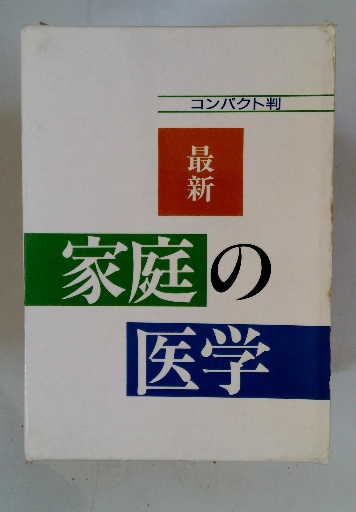 コンパクト判
最新
家庭の
医学